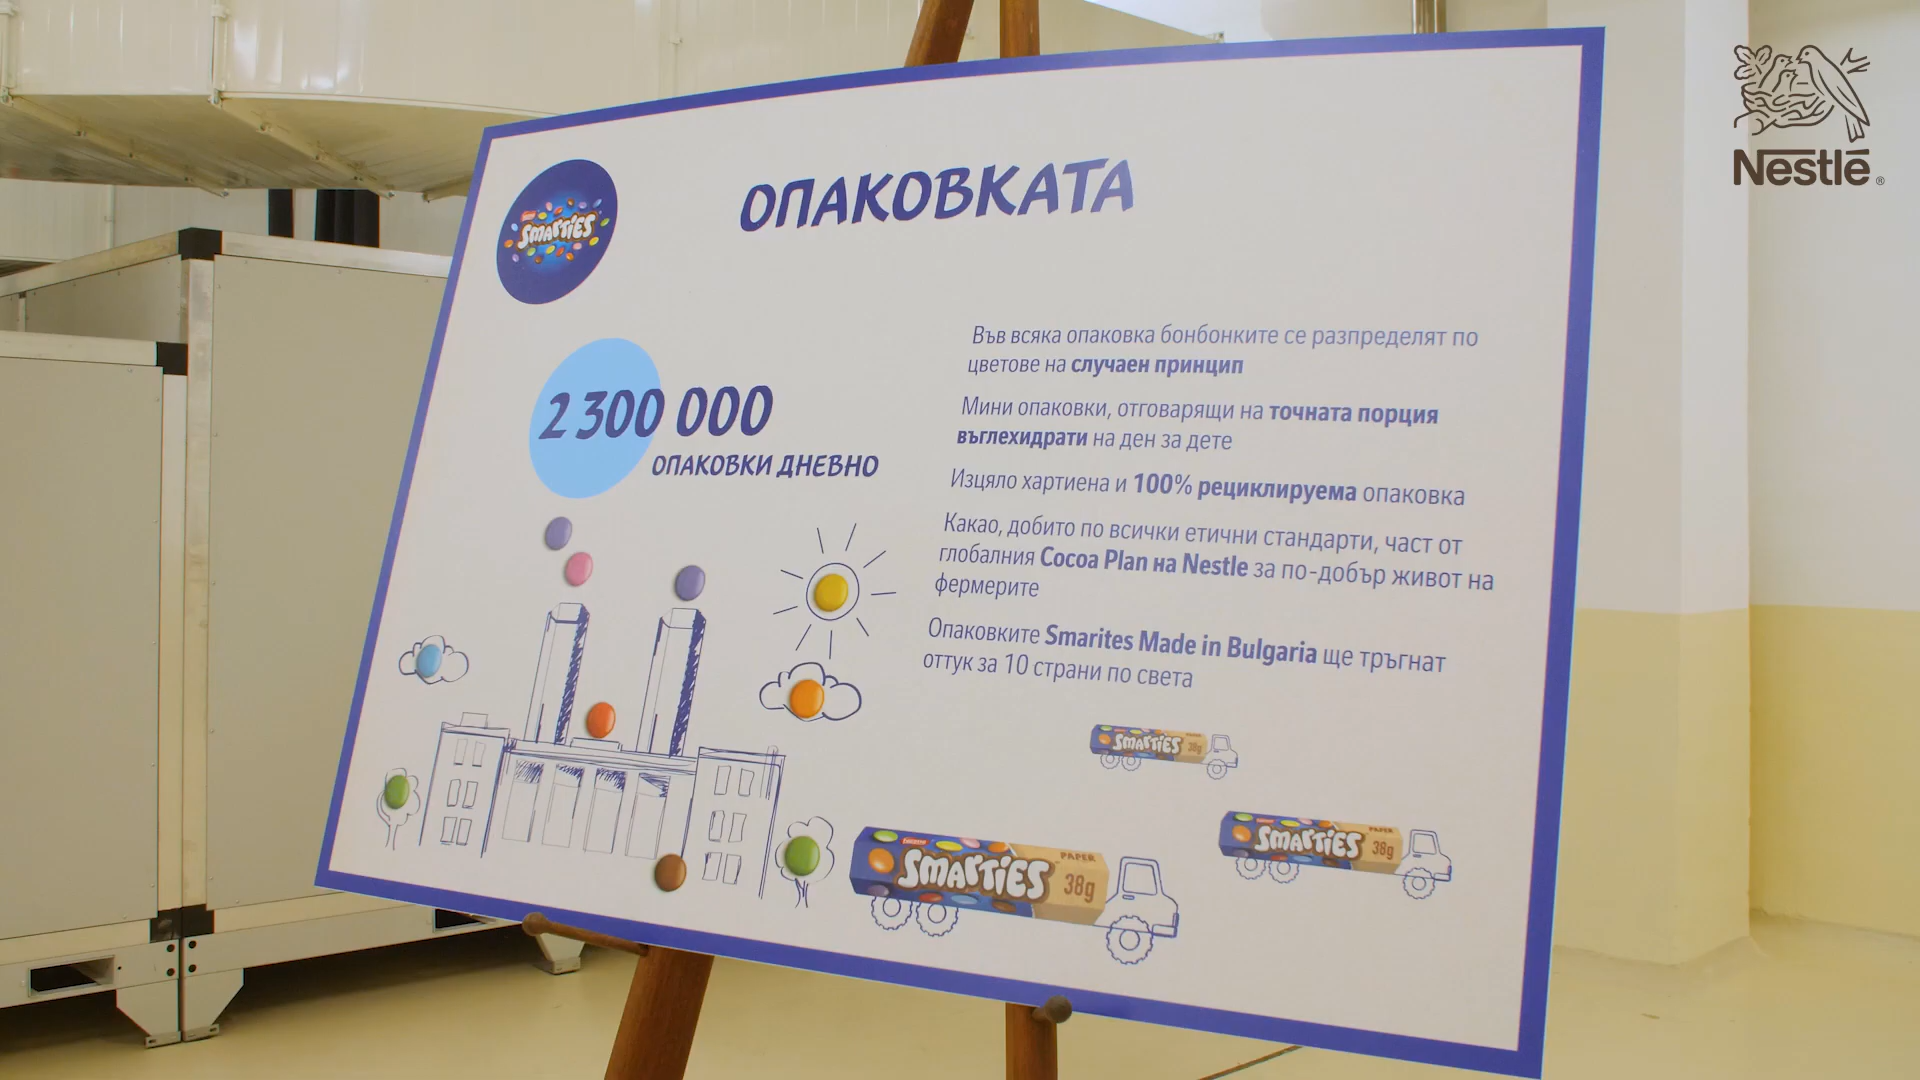 Nestlé
SMARTIES
ОПАКОВКАТА
2 300 000
ОПАКОВКИ ДНЕВНО
Във всяка опаковка бонбонките се разпределят по
цветове на случаен принцип
Мини опаковки, отговарящи на точната порция
въглехидрати на ден за дете
Изцяло хартиена и 100% рециклируема опаковка
Какао, добито по всички етични стандарти, част от
глобалния Cocoa Plan на Nestle за по-добър живот на
фермерите
Опаковките Smarites Made in Bulgaria ще тръгнат
оттук за 10 страни по света
SMARTIES 38g
SMARTIES PAPER 38g
SMARTIES PAPER 38g